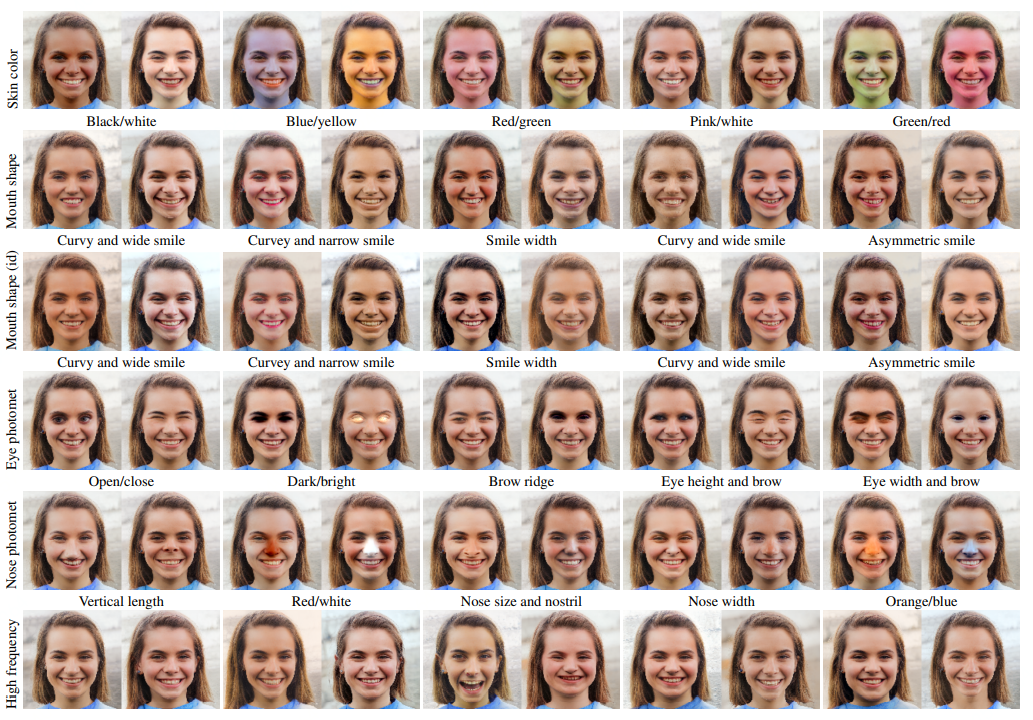 Skin color
Black/white
Blue/yellow
Red/green
Pink/white
Green/red
Mouth shape
Curvy and wide smile
Curvey and narrow smile
Smile width
Curvy and wide smile
Asymmetric smile
Mouth shape (id)
Curvy and wide smile
Curvey and narrow smile
Smile width
Curvy and wide smile
Asymmetric smile
Eye photomet
Open/close
Dark/bright
Brow ridge
Eye height and brow
Eye width and brow
Nose photomet
Vertical length
Red/white
Nose size and nostril
Nose width
Orange/blue
High frequency